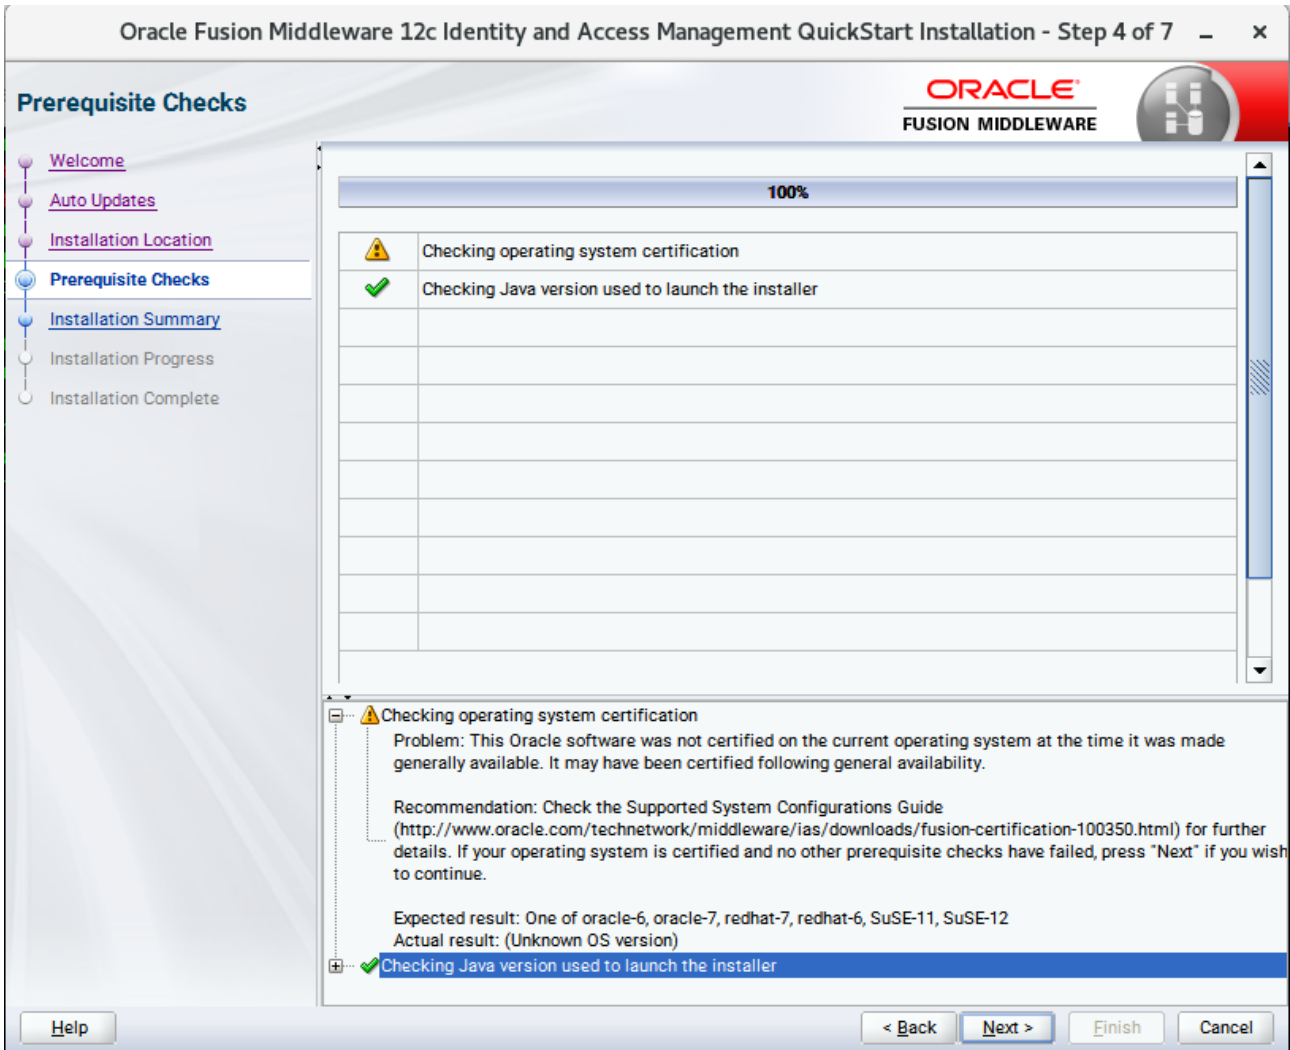 Oracle Fusion Middleware 12c Identity and Access Management QuickStart Installation - Step 4 of 7
Prerequisite Checks
ORACLE
FUSION MIDDLEWARE
Welcome
Auto Updates
Installation Location
Prerequisite Checks
Installation Summary
Installation Progress
Installation Complete
100%
Checking operating system certification
Checking Java version used to launch the installer
Checking operating system certification
Problem: This Oracle software was not certified on the current operating system at the time it was made
generally available. It may have been certified following general availability.
Recommendation: Check the Supported System Configurations Guide
(http://www.oracle.com/technetwork/middleware/ias/downloads/fusion-certification-100350.html) for further
details. If your operating system is certified and no other prerequisite checks have failed, press "Next" if you wish
to continue.
Expected result: One of oracle-6, oracle-7, redhat-7, redhat-6, SuSE-11, SuSE-12
Actual result: (Unknown OS version)
Checking Java version used to launch the installer
Help
< Back
Next >
Finish
Cancel